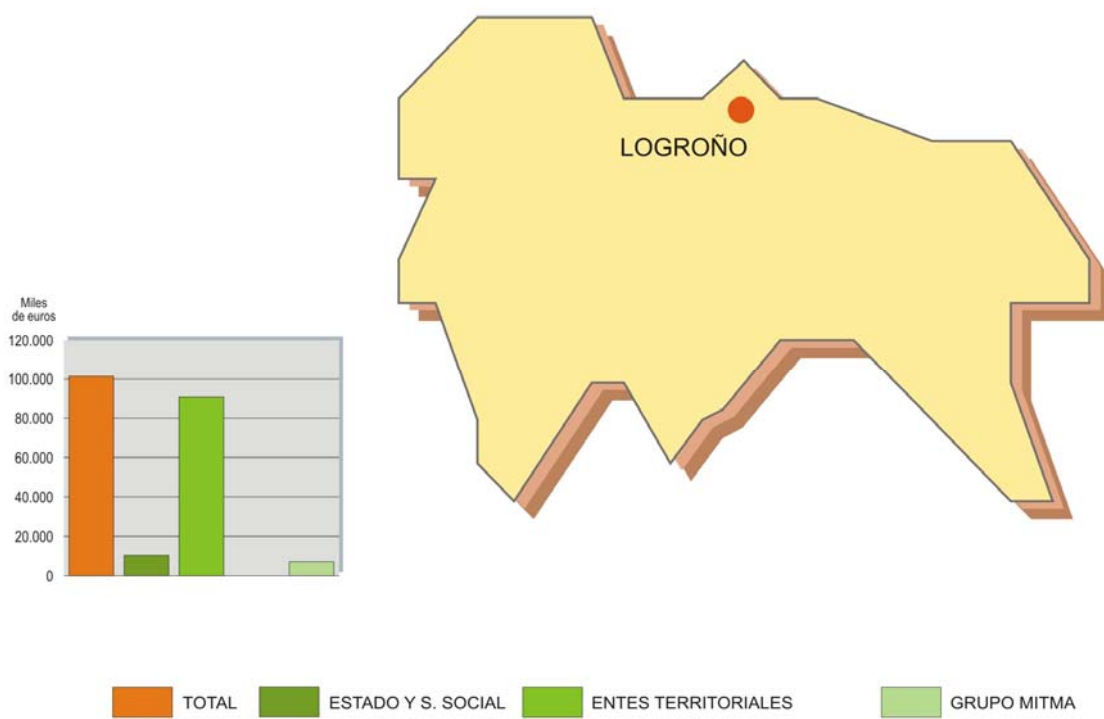 LOGROÑO
Miles
de euros
120.000
100.000
80.000
60.000
40.000
20.000
0
TOTAL
ESTADO Y S. SOCIAL
ENTES TERRITORIALES
GRUPO MITMA